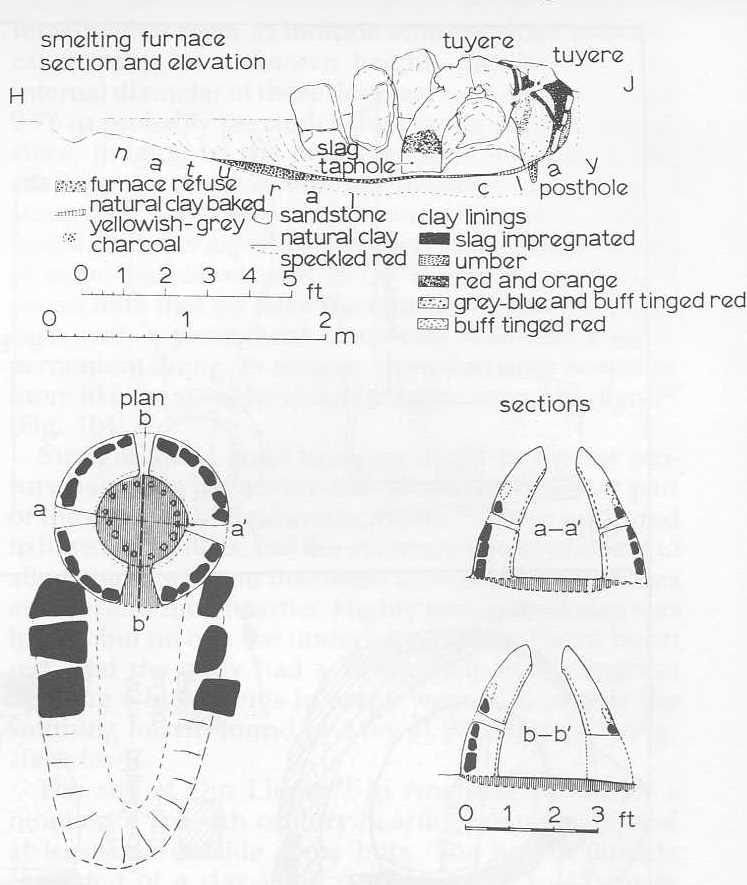 smelting furnace
section and elevation
tuyere
tuyere
H
J
slag
taphole
n a t u r a l c l a y
posthole
furnace refuse
natural clay baked
yellowish-grey
charcoal
sandstone
natural clay
speckled red
clay linings
slag impregnated
umber
red and orange
grey-blue and buff tinged red
buff tinged red
0 1 2 3 4 5
ft
0 1 2
m
plan
b
a
a'
b'
sections
a–a'
b–b'
0 1 2 3
ft